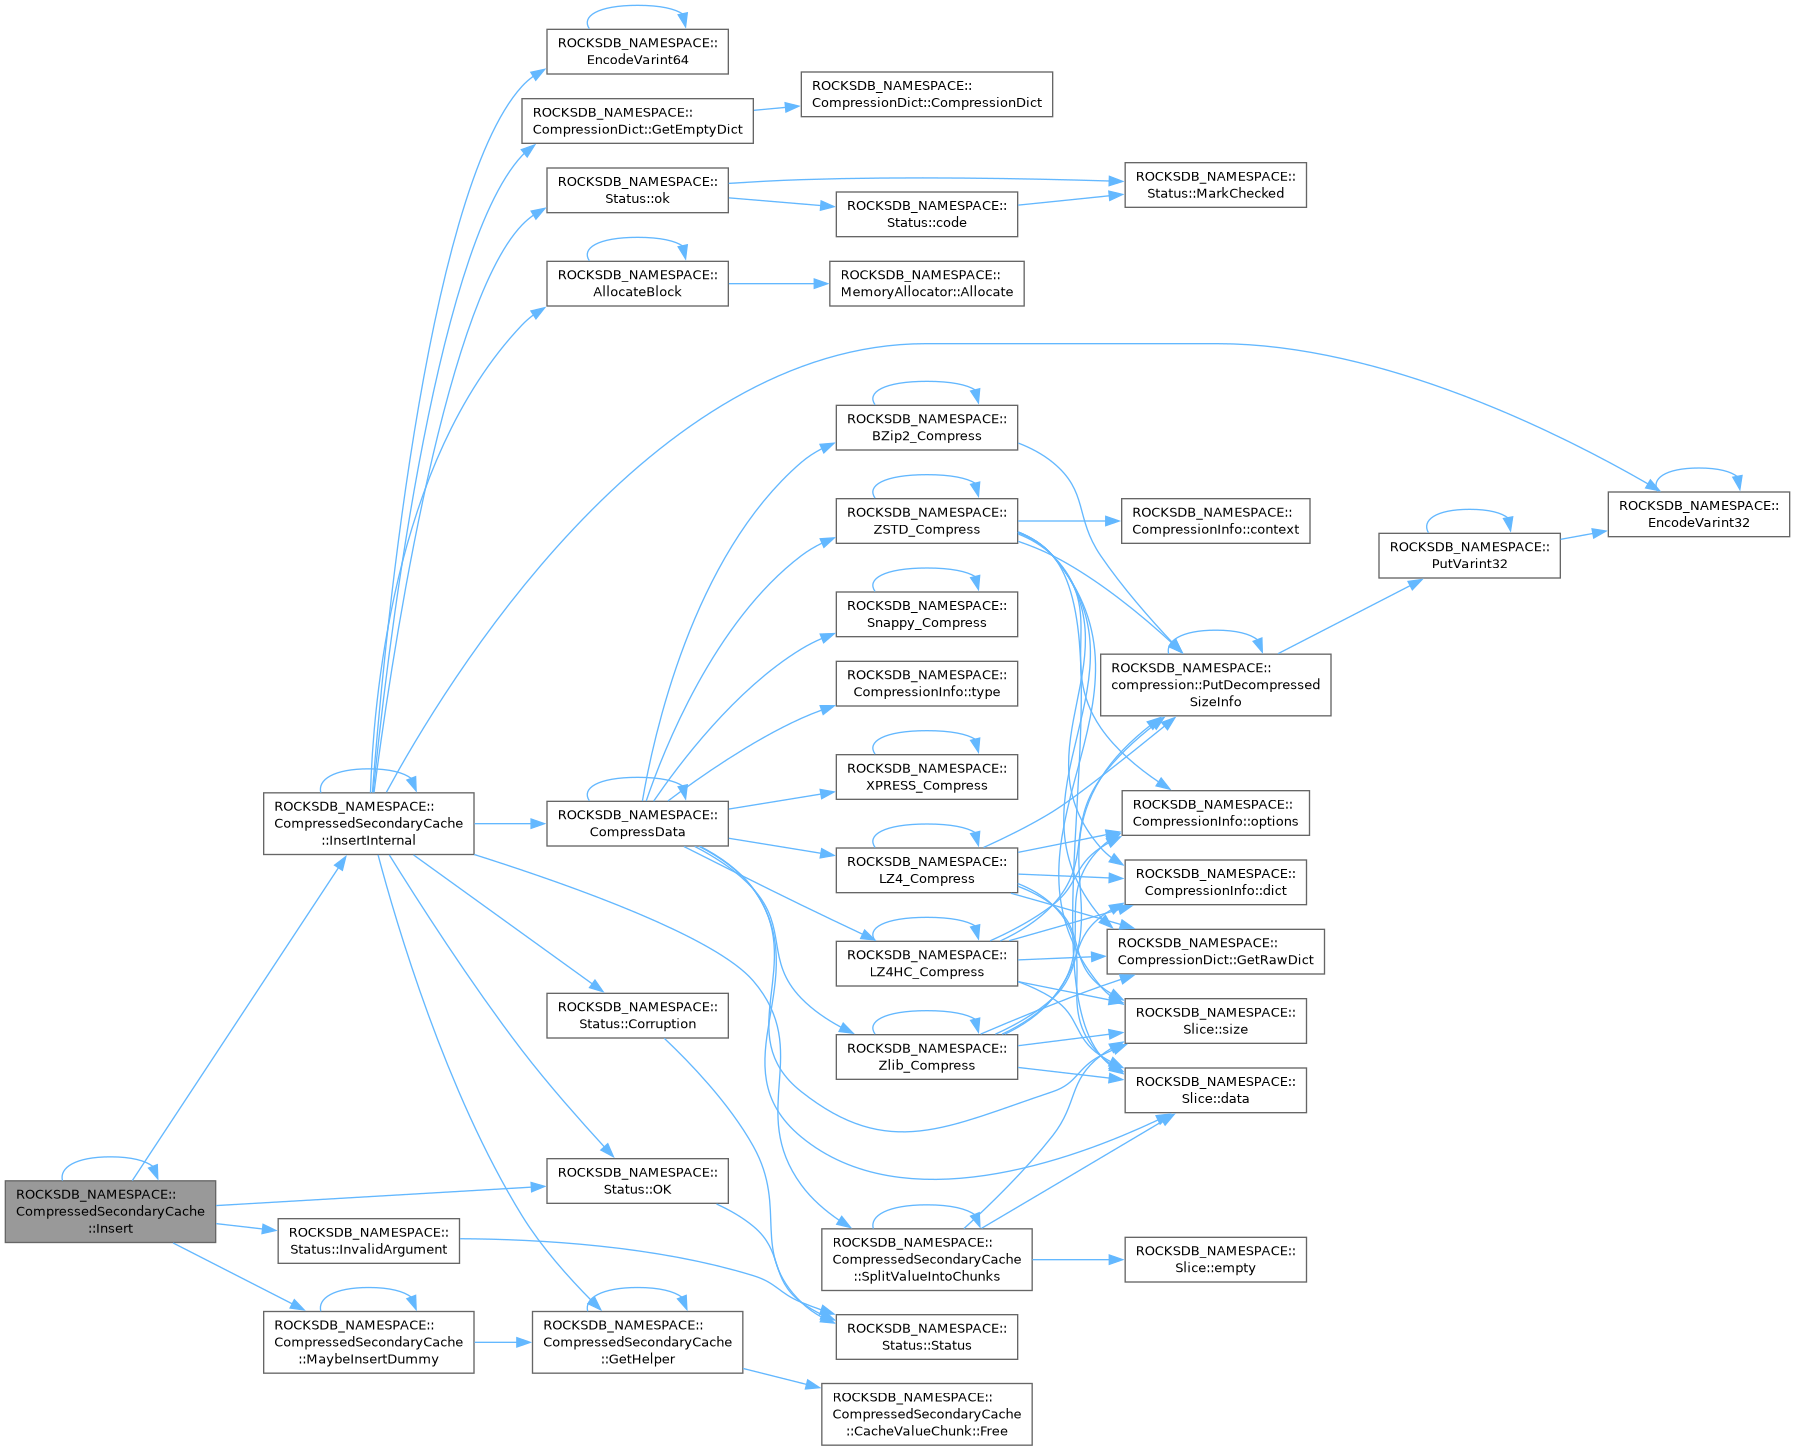 ROCKSDB_NAMESPACE::
CompressedSecondaryCache
::Insert
ROCKSDB_NAMESPACE::
CompressedSecondaryCache
::InsertInternal
ROCKSDB_NAMESPACE::
Status::InvalidArgument
ROCKSDB_NAMESPACE::
CompressedSecondaryCache
::MaybeInsertDummy
ROCKSDB_NAMESPACE::
EncodeVarint64
ROCKSDB_NAMESPACE::
CompressionDict::GetEmptyDict
ROCKSDB_NAMESPACE::
Status::ok
ROCKSDB_NAMESPACE::
AllocateBlock
ROCKSDB_NAMESPACE::
CompressData
ROCKSDB_NAMESPACE::
Status::Corruption
ROCKSDB_NAMESPACE::
Status::OK
ROCKSDB_NAMESPACE::
CompressedSecondaryCache
::GetHelper
ROCKSDB_NAMESPACE::
CompressionDict::CompressionDict
ROCKSDB_NAMESPACE::
Status::code
ROCKSDB_NAMESPACE::
MemoryAllocator::Allocate
ROCKSDB_NAMESPACE::
BZip2_Compress
ROCKSDB_NAMESPACE::
ZSTD_Compress
ROCKSDB_NAMESPACE::
Snappy_Compress
ROCKSDB_NAMESPACE::
CompressionInfo::type
ROCKSDB_NAMESPACE::
XPRESS_Compress
ROCKSDB_NAMESPACE::
LZ4_Compress
ROCKSDB_NAMESPACE::
LZ4HC_Compress
ROCKSDB_NAMESPACE::
Zlib_Compress
ROCKSDB_NAMESPACE::
CompressedSecondaryCache
::SplitValueIntoChunks
ROCKSDB_NAMESPACE::
Status::Status
ROCKSDB_NAMESPACE::
CompressedSecondaryCache
::CacheValueChunk::Free
ROCKSDB_NAMESPACE::
Status::MarkChecked
ROCKSDB_NAMESPACE::
CompressionInfo::context
ROCKSDB_NAMESPACE::
compression::PutDecompressed
SizeInfo
ROCKSDB_NAMESPACE::
CompressionInfo::options
ROCKSDB_NAMESPACE::
CompressionInfo::dict
ROCKSDB_NAMESPACE::
CompressionDict::GetRawDict
ROCKSDB_NAMESPACE::
Slice::size
ROCKSDB_NAMESPACE::
Slice::data
ROCKSDB_NAMESPACE::
Slice::empty
ROCKSDB_NAMESPACE::
PutVarint32
ROCKSDB_NAMESPACE::
EncodeVarint32